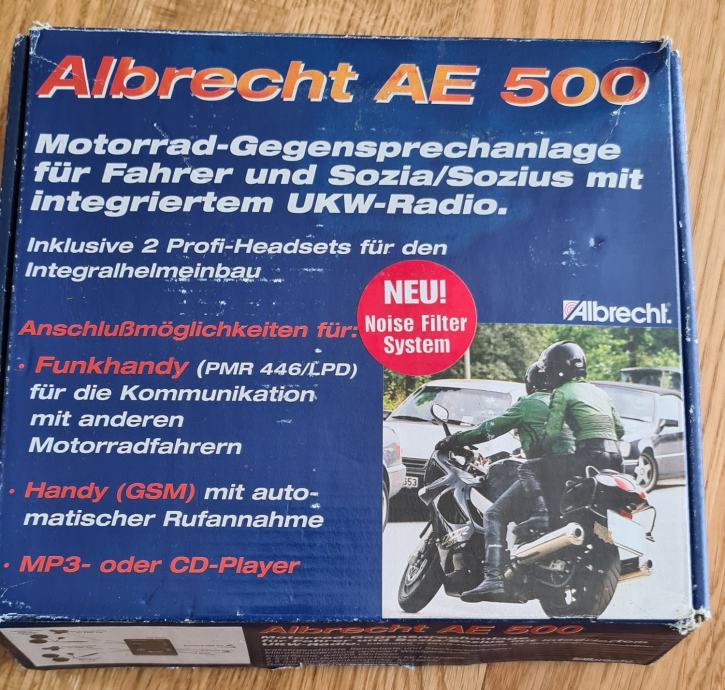 Albrecht AE 500
Motorrad-Gegensprechanlage
für Fahrer und Sozia/Sozius mit
integriertem UKW-Radio.
Inklusive 2 Profi-Headsets für den
Integralhelmeinbau
NEU!
Noise Filter
System
Albrecht®
Anschlußmöglichkeiten für:
· Funkhandy (PMR 446/LPD)
für die Kommunikation
mit anderen
Motorradfahrern
· Handy (GSM) mit auto-
matischer Rufannahme
· MP3- oder CD-Player
Albrecht AE 500
Albrecht